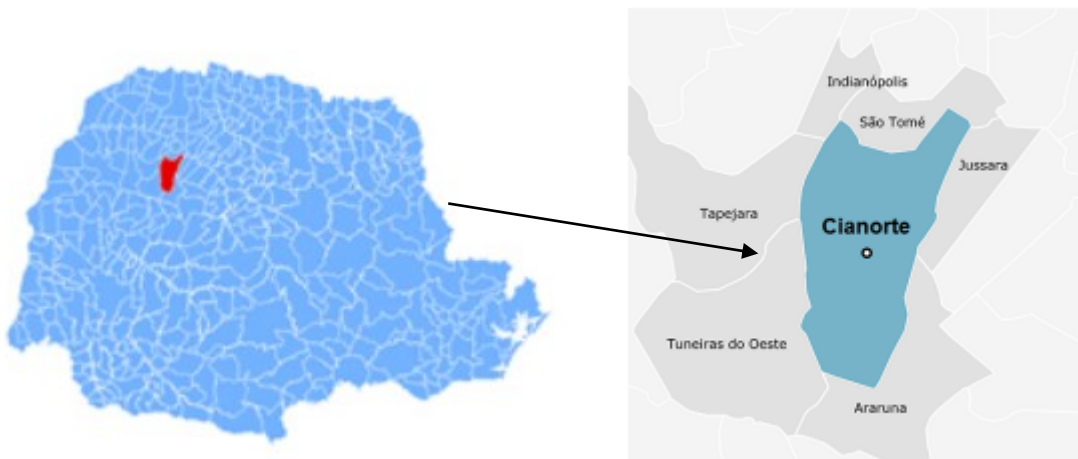 Indianópolis
São Tomé
Jussara
Tapejara
Cianorte
Tuneiras do Oeste
Araruna